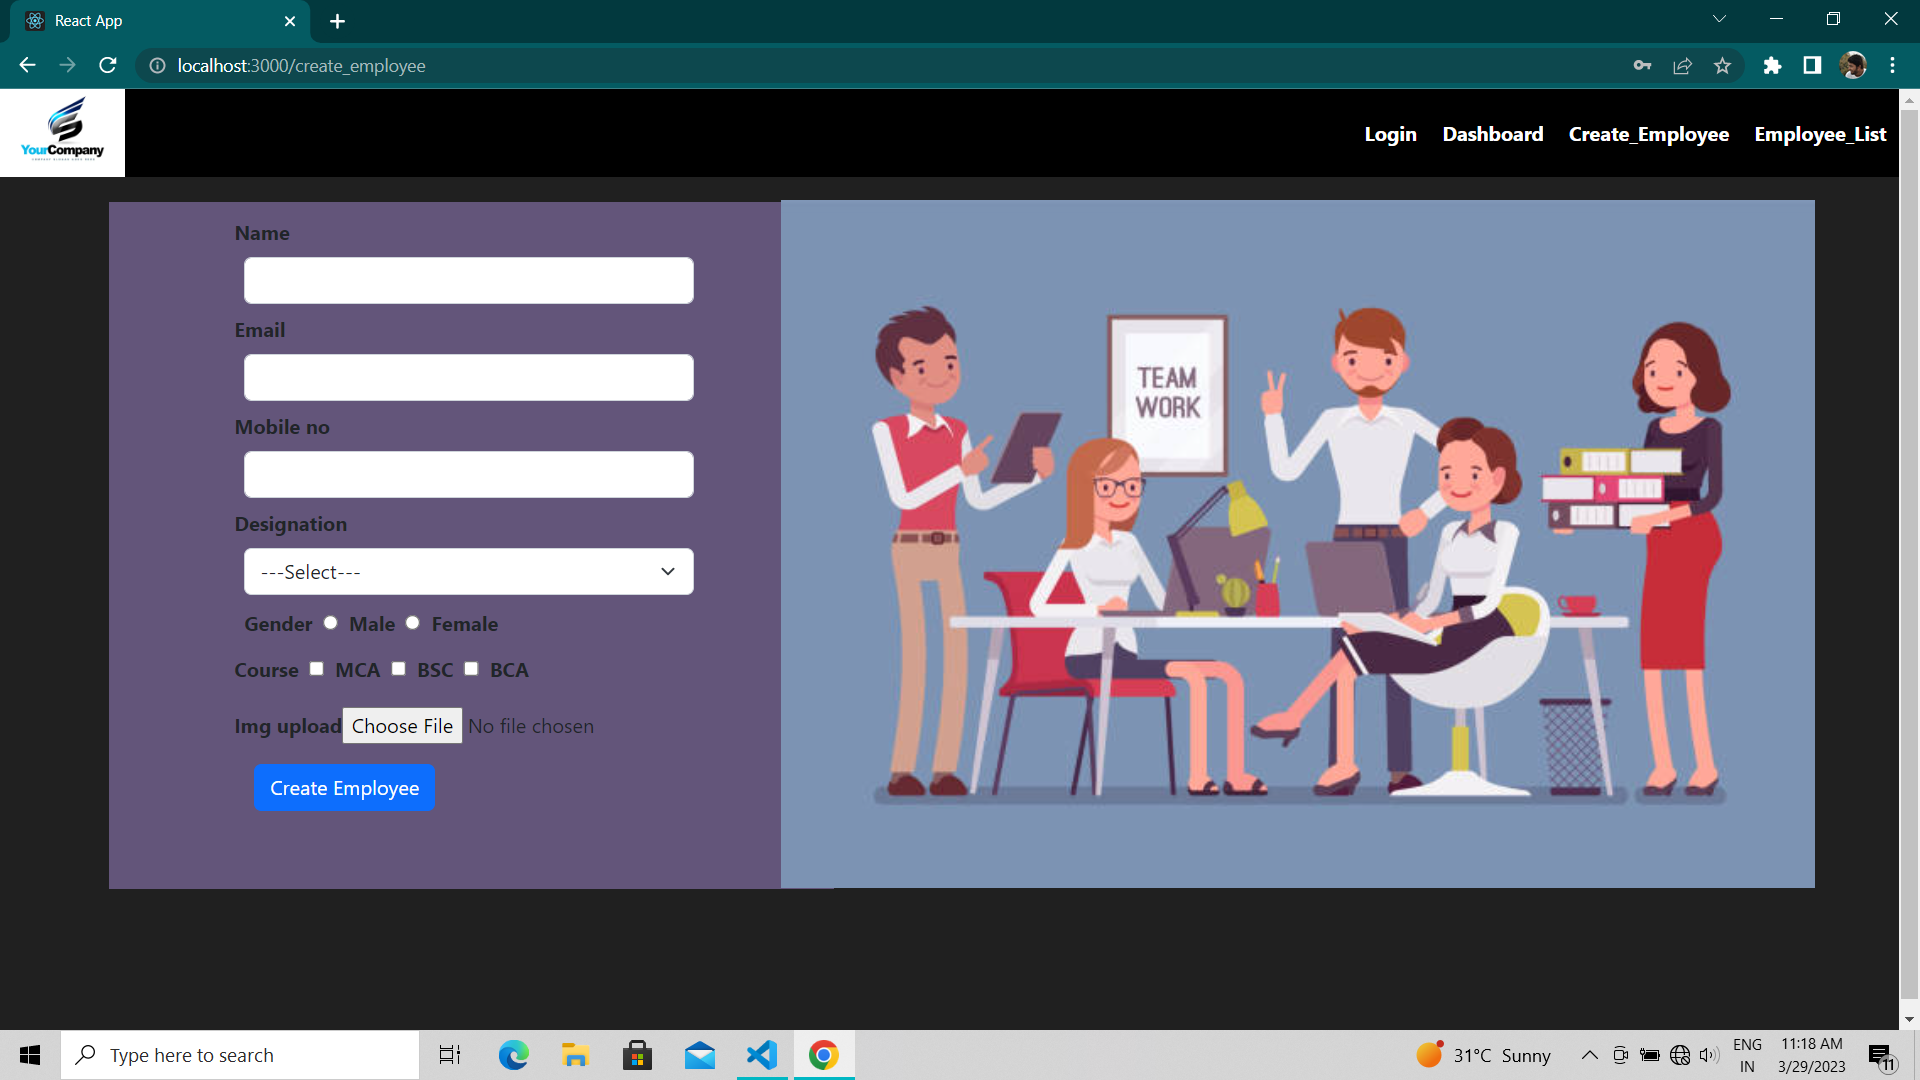 React App
localhost:3000/create_employee
YourCompany
Login Dashboard Create_Employee Employee_List
Name
Email
Mobile no
Designation
---Select---
Gender Male Female
Course MCA BSC BCA
Img upload Choose File No file chosen
Create Employee
TEAM
WORK
Type here to search
31°C Sunny
ENG
IN
11:18 AM
3/29/2023
11